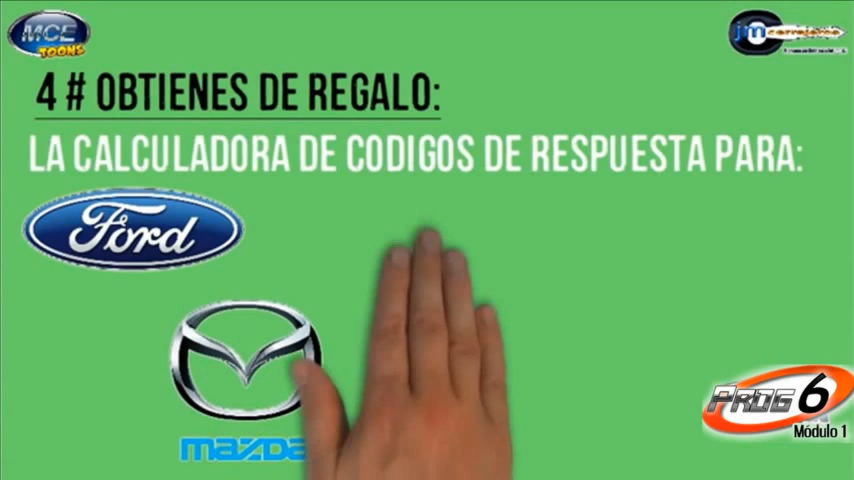 MCE
TOONS
jmcerrajeros
4 # OBTIENES DE REGALO:
LA CALCULADORA DE CODIGOS DE RESPUESTA PARA:
Ford
mazda
PROG 6
Módulo 1